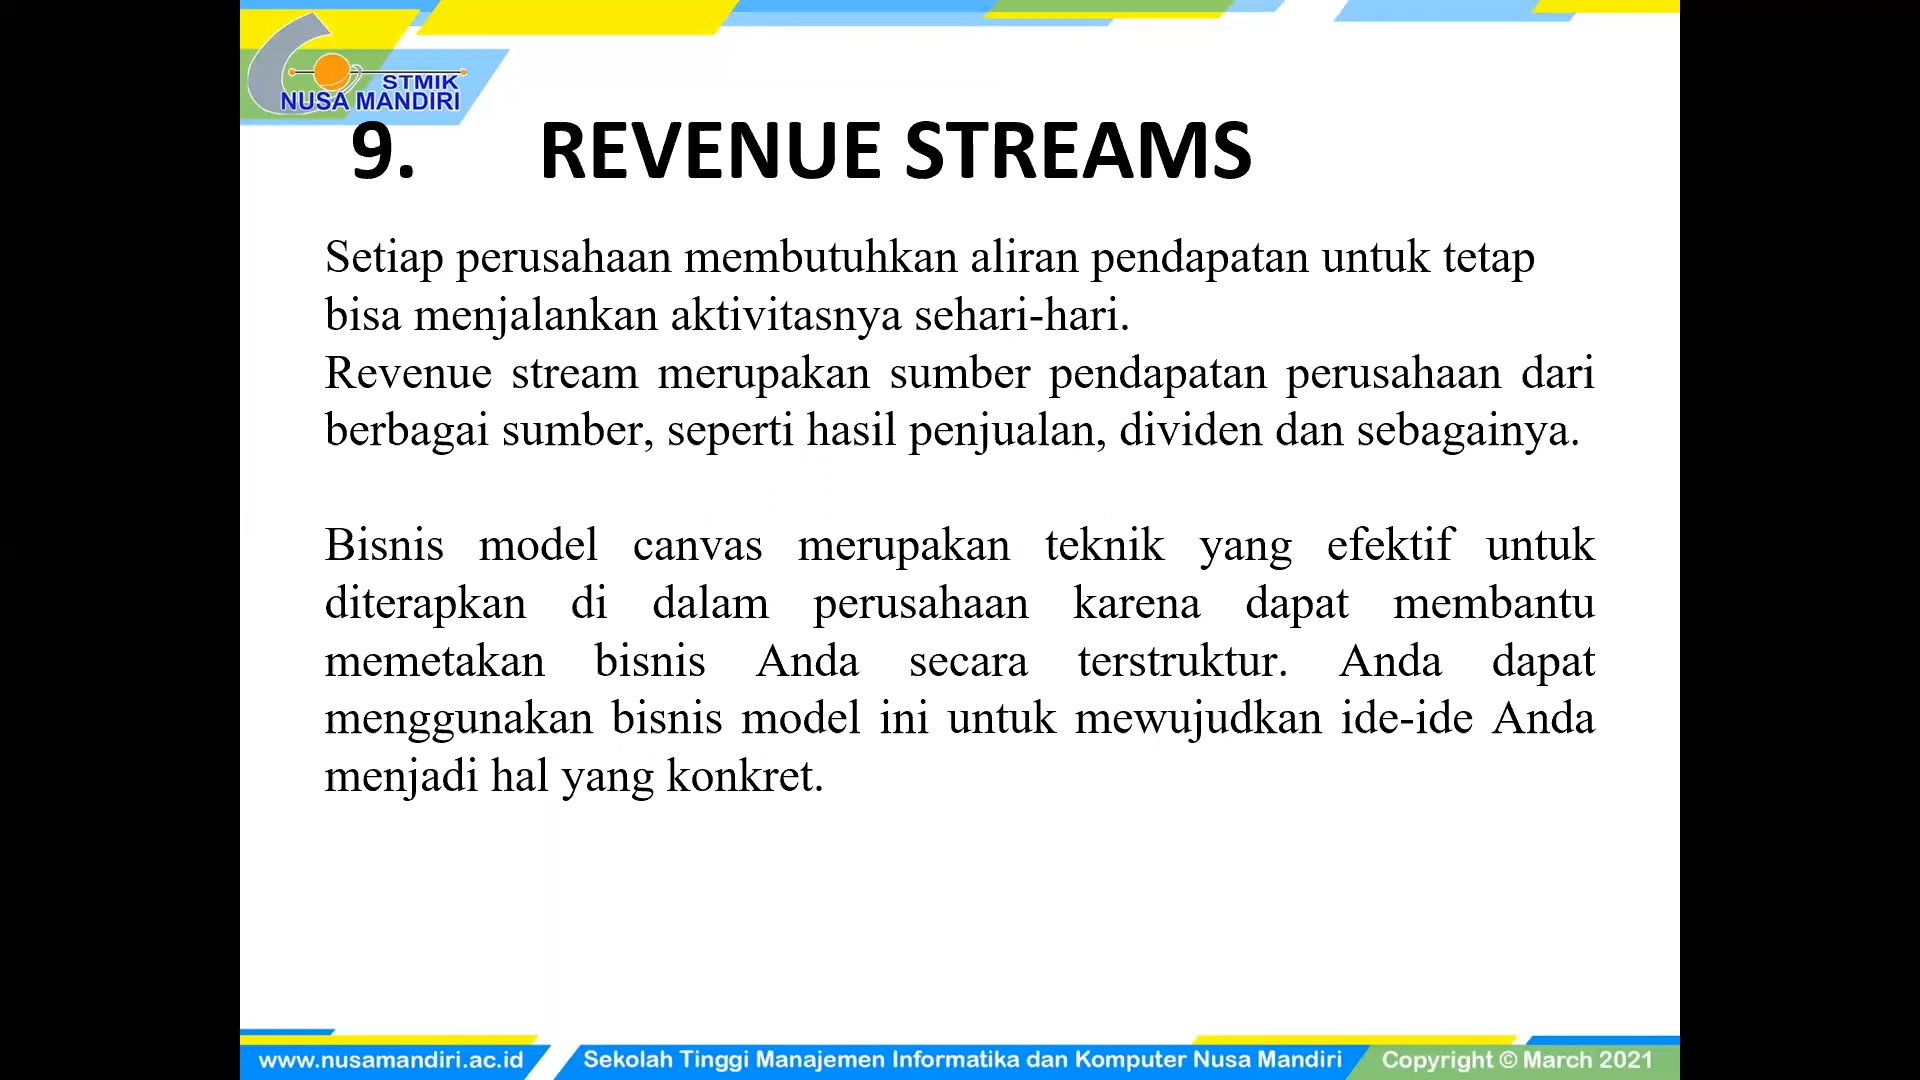 STMIK
NUSA MANDIRI
9. REVENUE STREAMS
Setiap perusahaan membutuhkan aliran pendapatan untuk tetap
bisa menjalankan aktivitasnya sehari-hari.
Revenue stream merupakan sumber pendapatan perusahaan dari
berbagai sumber, seperti hasil penjualan, dividen dan sebagainya.
Bisnis model canvas merupakan teknik yang efektif untuk
diterapkan di dalam perusahaan karena dapat membantu
memetakan bisnis Anda secara terstruktur. Anda dapat
menggunakan bisnis model ini untuk mewujudkan ide-ide Anda
menjadi hal yang konkret.
www.nusamandiri.ac.id Sekolah Tinggi Manajemen Informatika dan Komputer Nusa Mandiri Copyright © March 2021